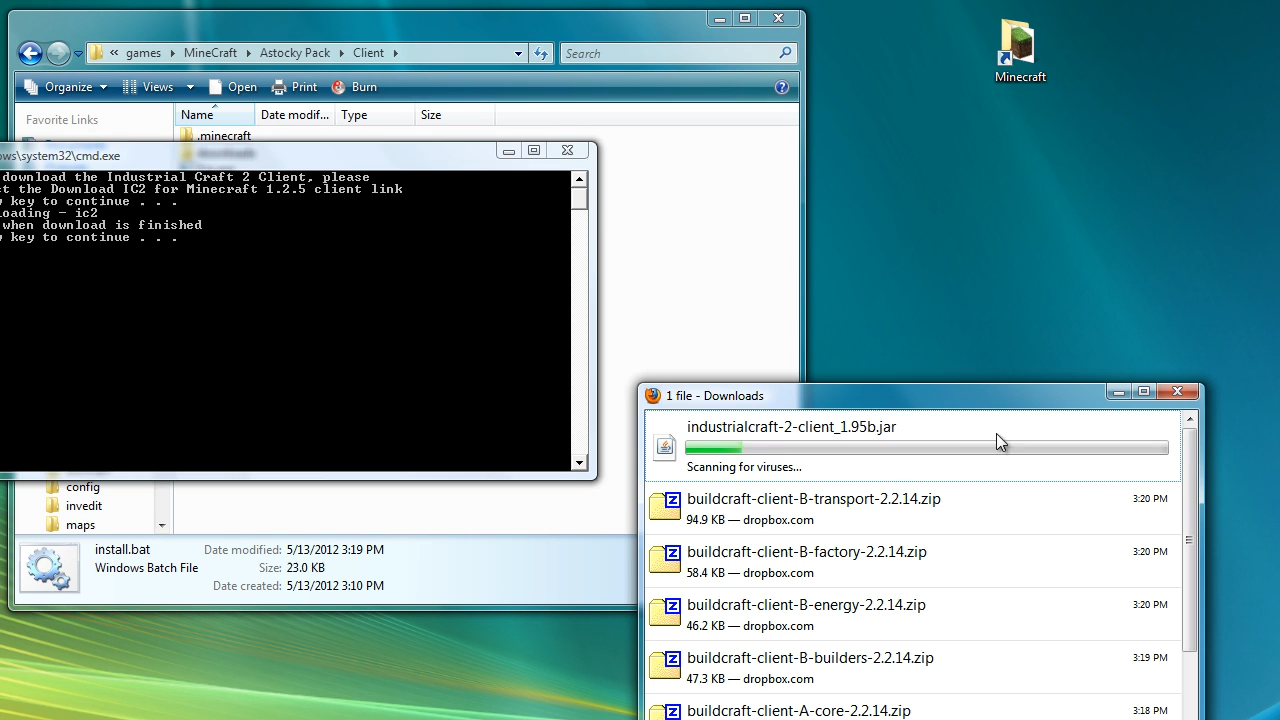 « games MineCraft Astocky Pack Client
Search
Organize Views Open Print Burn
Favorite Links
Name Date modif... Type Size
.minecraft
ows\system32\cmd.exe
download the Industrial Craft 2 Client, please
ct the Download IC2 for Minecraft 1.2.5 client link
y key to continue . . .
loading - ic2
when download is finished
y key to continue . . .
config
invedit
maps
install.bat
Windows Batch File
Date modified: 5/13/2012 3:19 PM
Size: 23.0 KB
Date created: 5/13/2012 3:10 PM
Minecraft
1 file - Downloads
industrialcraft-2-client_1.95b.jar
Scanning for viruses...
buildcraft-client-B-transport-2.2.14.zip 3:20 PM
94.9 KB — dropbox.com
buildcraft-client-B-factory-2.2.14.zip 3:20 PM
58.4 KB — dropbox.com
buildcraft-client-B-energy-2.2.14.zip 3:20 PM
46.2 KB — dropbox.com
buildcraft-client-B-builders-2.2.14.zip 3:19 PM
47.3 KB — dropbox.com
buildcraft-client-A-core-2.2.14.zip 3:18 PM